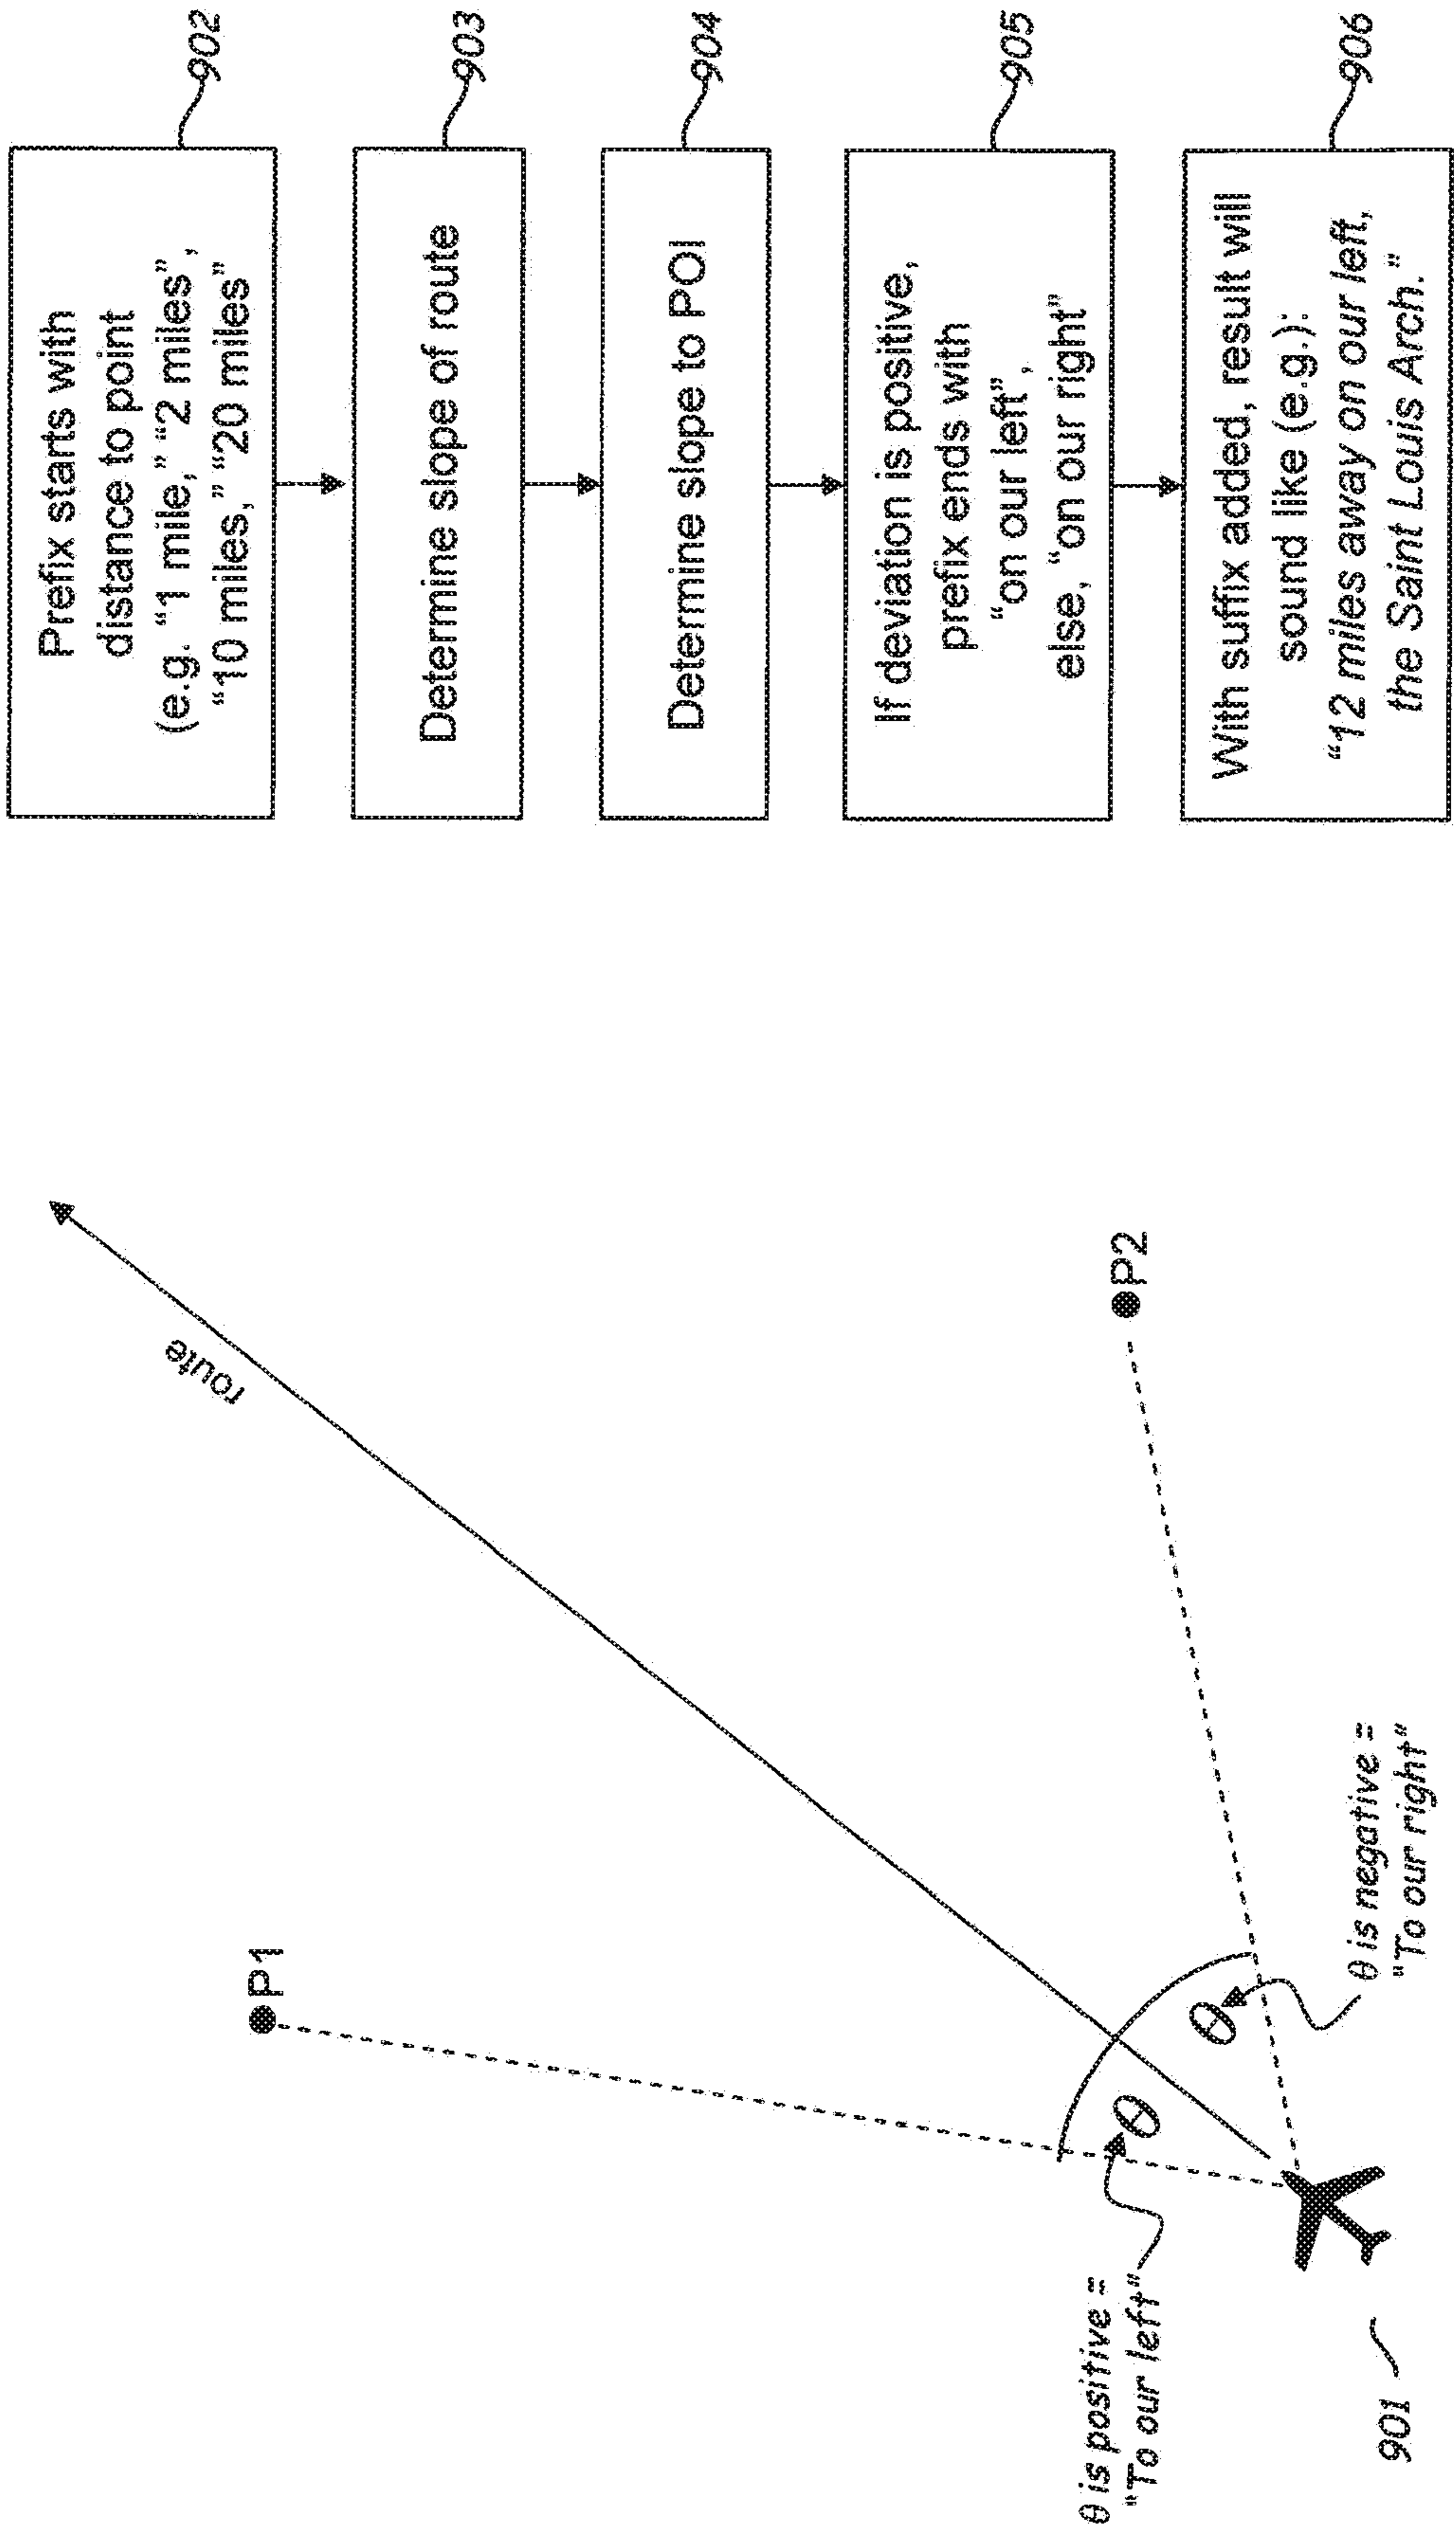 P1
route
P2
θ is positive =
"To our left"
θ
θ
θ is negative =
"To our right"
901
Prefix starts with
distance to point
(e.g. “1 mile,” “2 miles”,
“10 miles,” “20 miles”
902
Determine slope of route
903
Determine slope to POI
904
If deviation is positive,
prefix ends with
“on our left”,
else, “on our right”
905
With suffix added, result will
sound like (e.g.):
“12 miles away on our left,
the Saint Louis Arch.”
906